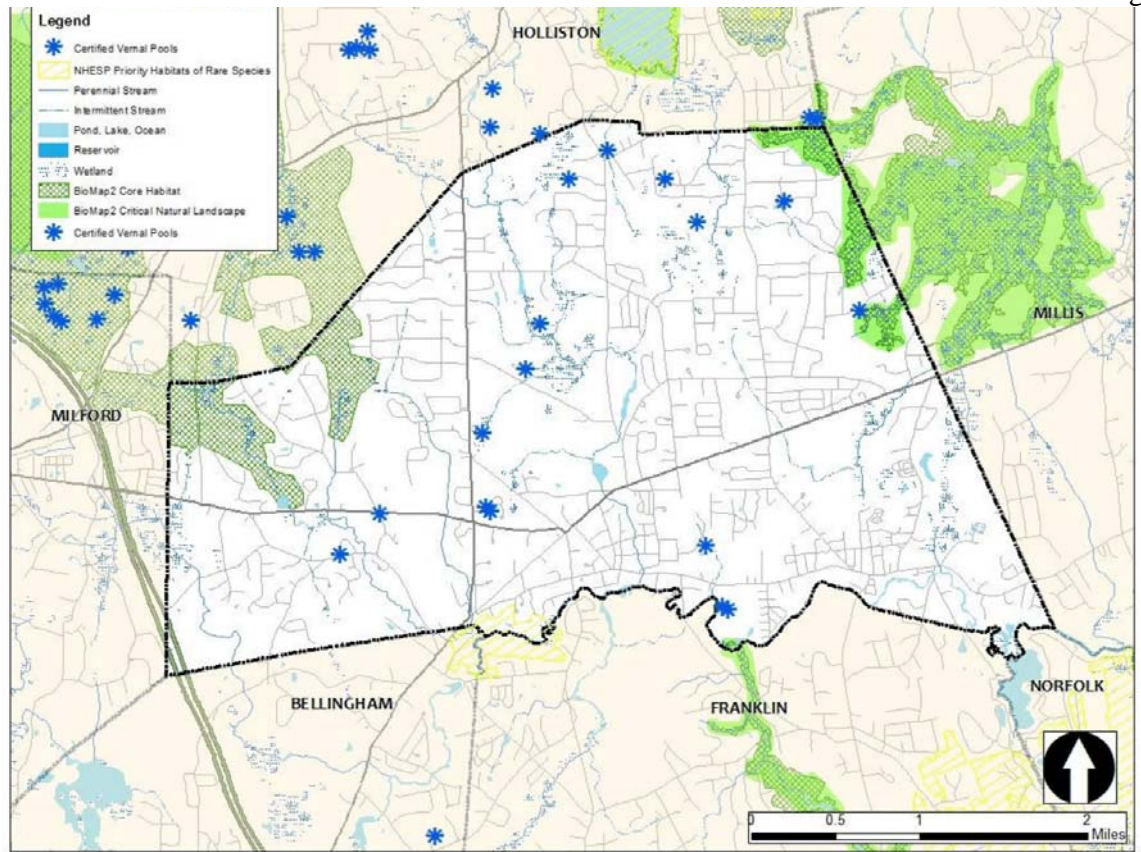 Legend
Certified Vernal Pools
NHESP Priority Habitats of Rare Species
Perennial Stream
Intermittent Stream
Pond, Lake, Ocean
Reservoir
Wetland
BioMap2 Core Habitat
BioMap2 Critical Natural Landscape
Certified Vernal Pools
HOLLISTON
MILLIS
MILFORD
BELLINGHAM
FRANKLIN
NORFOLK
0 0.5 1 2
Miles